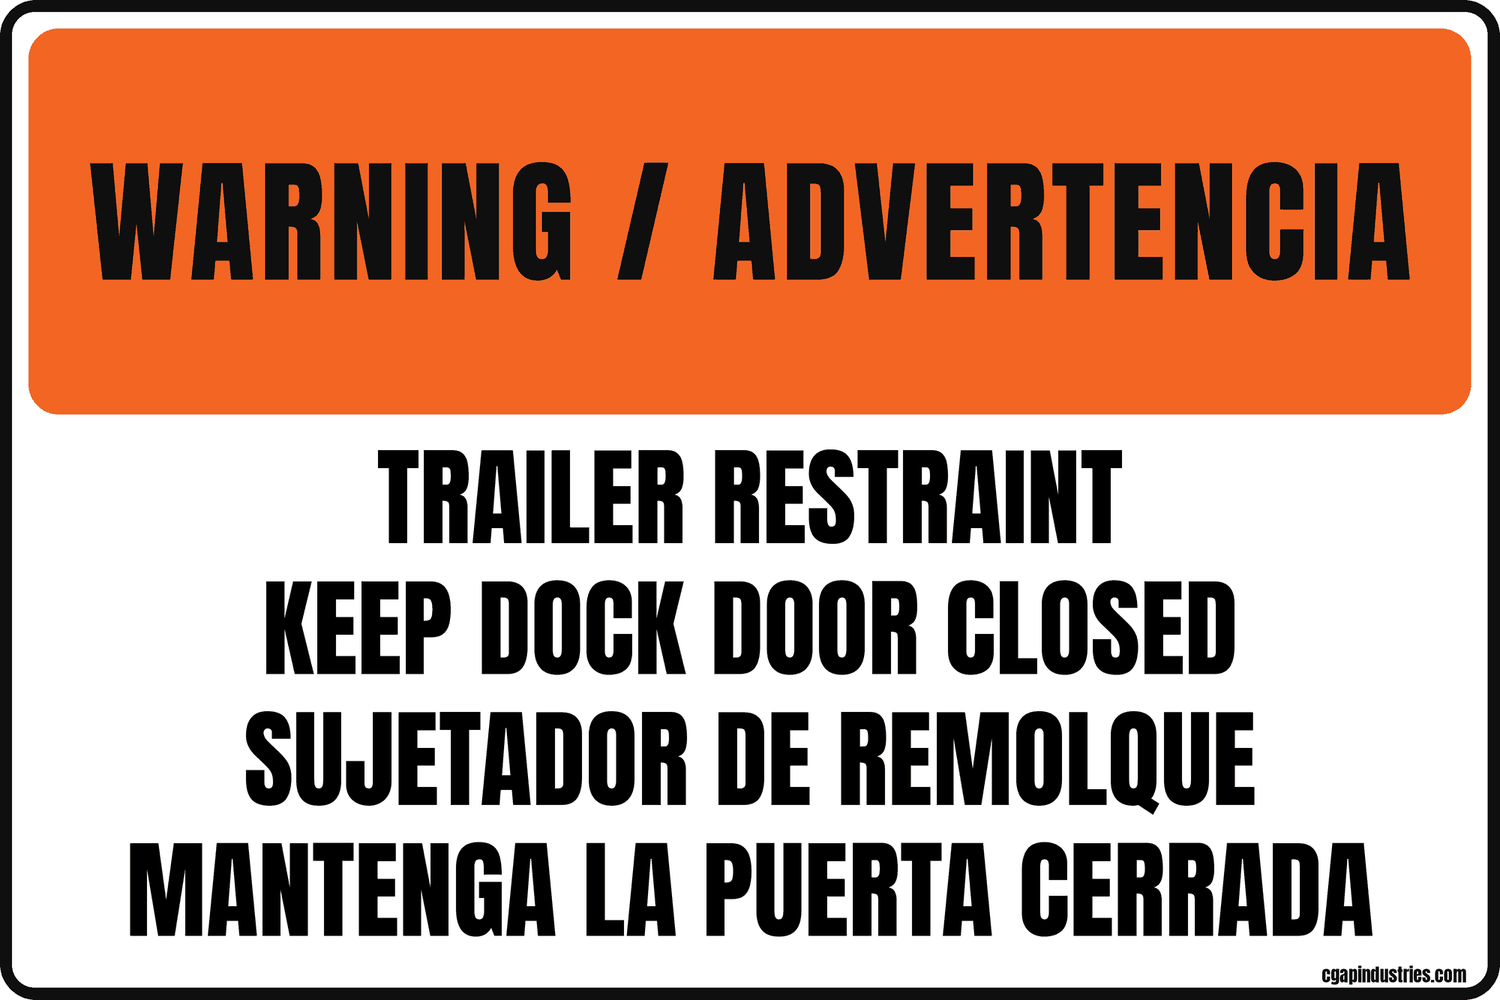 WARNING / ADVERTENCIA
TRAILER RESTRAINT
KEEP DOCK DOOR CLOSED
SUJETADOR DE REMOLQUE
MANTENGA LA PUERTA CERRADA
cgapindustries.com